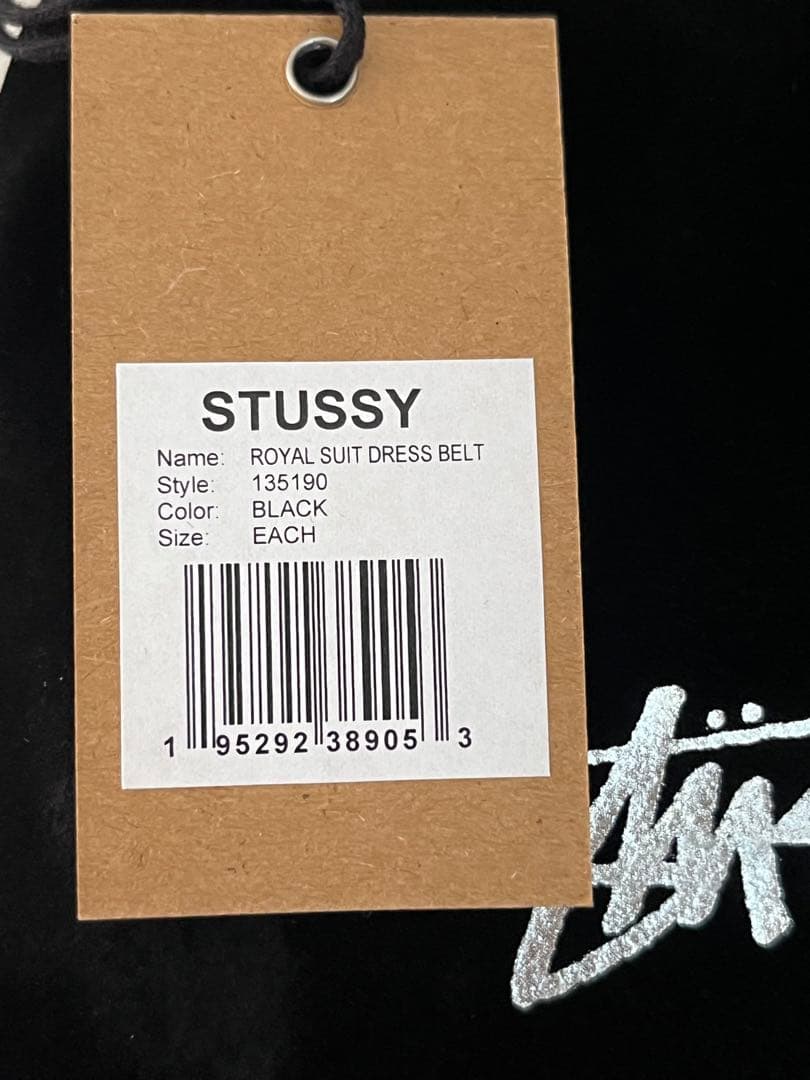 STUSSY
Name: ROYAL SUIT DRESS BELT
Style: 135190
Color: BLACK
Size: EACH
1 95292 38905 3